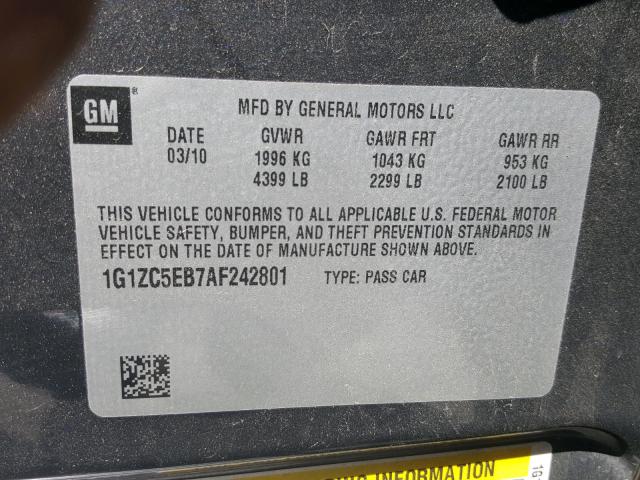 GM ®
MFD BY GENERAL MOTORS LLC
DATE GVWR GAWR FRT GAWR RR
03/10 1996 KG 1043 KG 953 KG
4399 LB 2299 LB 2100 LB
THIS VEHICLE CONFORMS TO ALL APPLICABLE U.S. FEDERAL MOTOR
VEHICLE SAFETY, BUMPER, AND THEFT PREVENTION STANDARDS IN
EFFECT ON THE DATE OF MANUFACTURE SHOWN ABOVE.
1G1ZC5EB7AF242801 TYPE: PASS CAR
INFORMATION